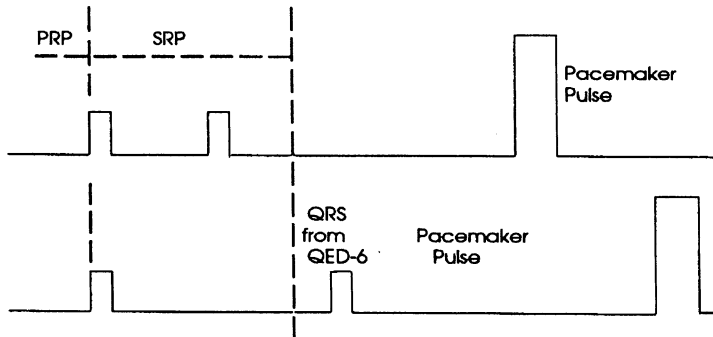 PRP
SRP
Pacemaker
Pulse
QRS
from
QED-6
Pacemaker
Pulse